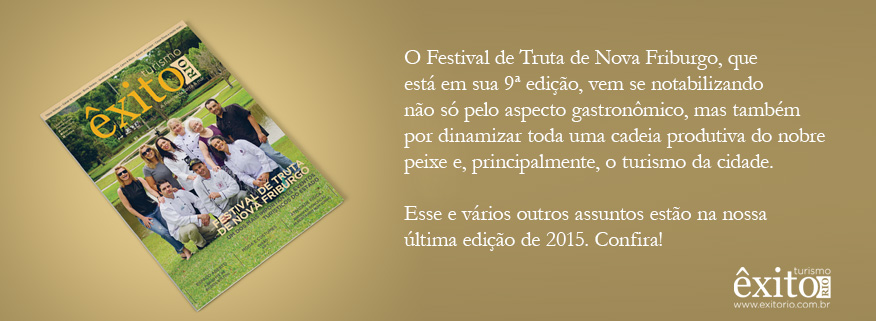 turismo
êxito
RIO
FESTIVAL DE TRUTA
DE NOVA FRIBURGO
O Festival de Truta de Nova Friburgo, que
está em sua 9ª edição, vem se notabilizando
não só pelo aspecto gastronômico, mas também
por dinamizar toda uma cadeia produtiva do nobre
peixe e, principalmente, o turismo da cidade.
Esse e vários outros assuntos estão na nossa
última edição de 2015. Confira!
turismo
êxito
RIO
www.exitorio.com.br